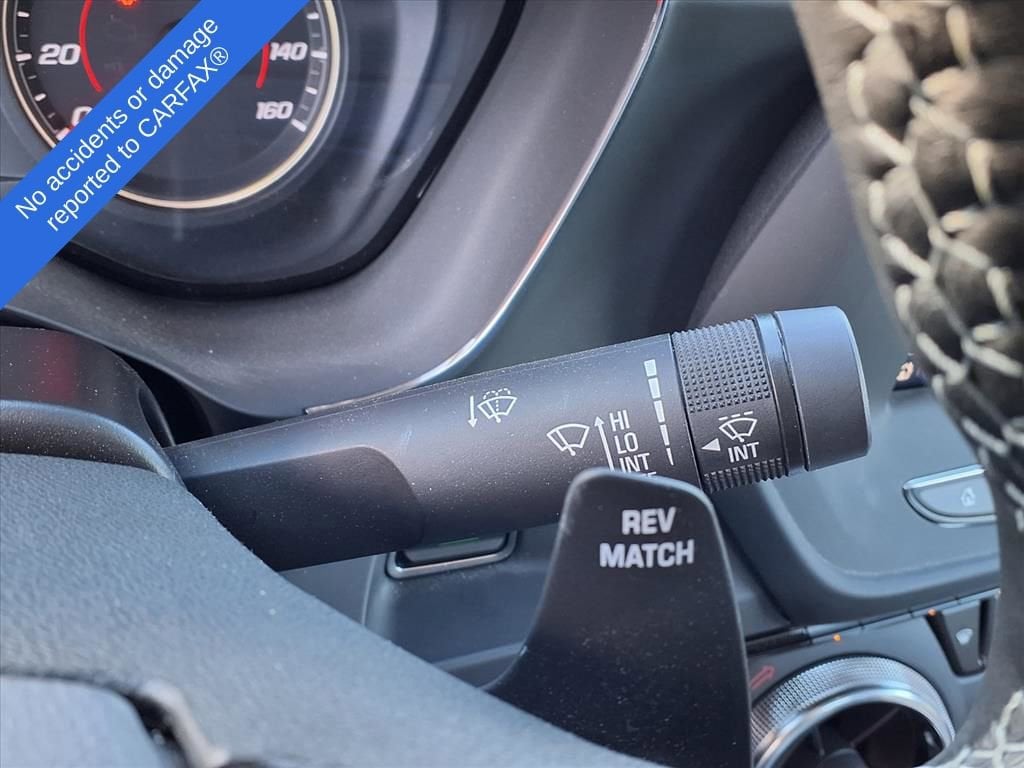 No accidents or damage
reported to CARFAX®
20
140
160
HI
LO
INT
INT
REV
MATCH